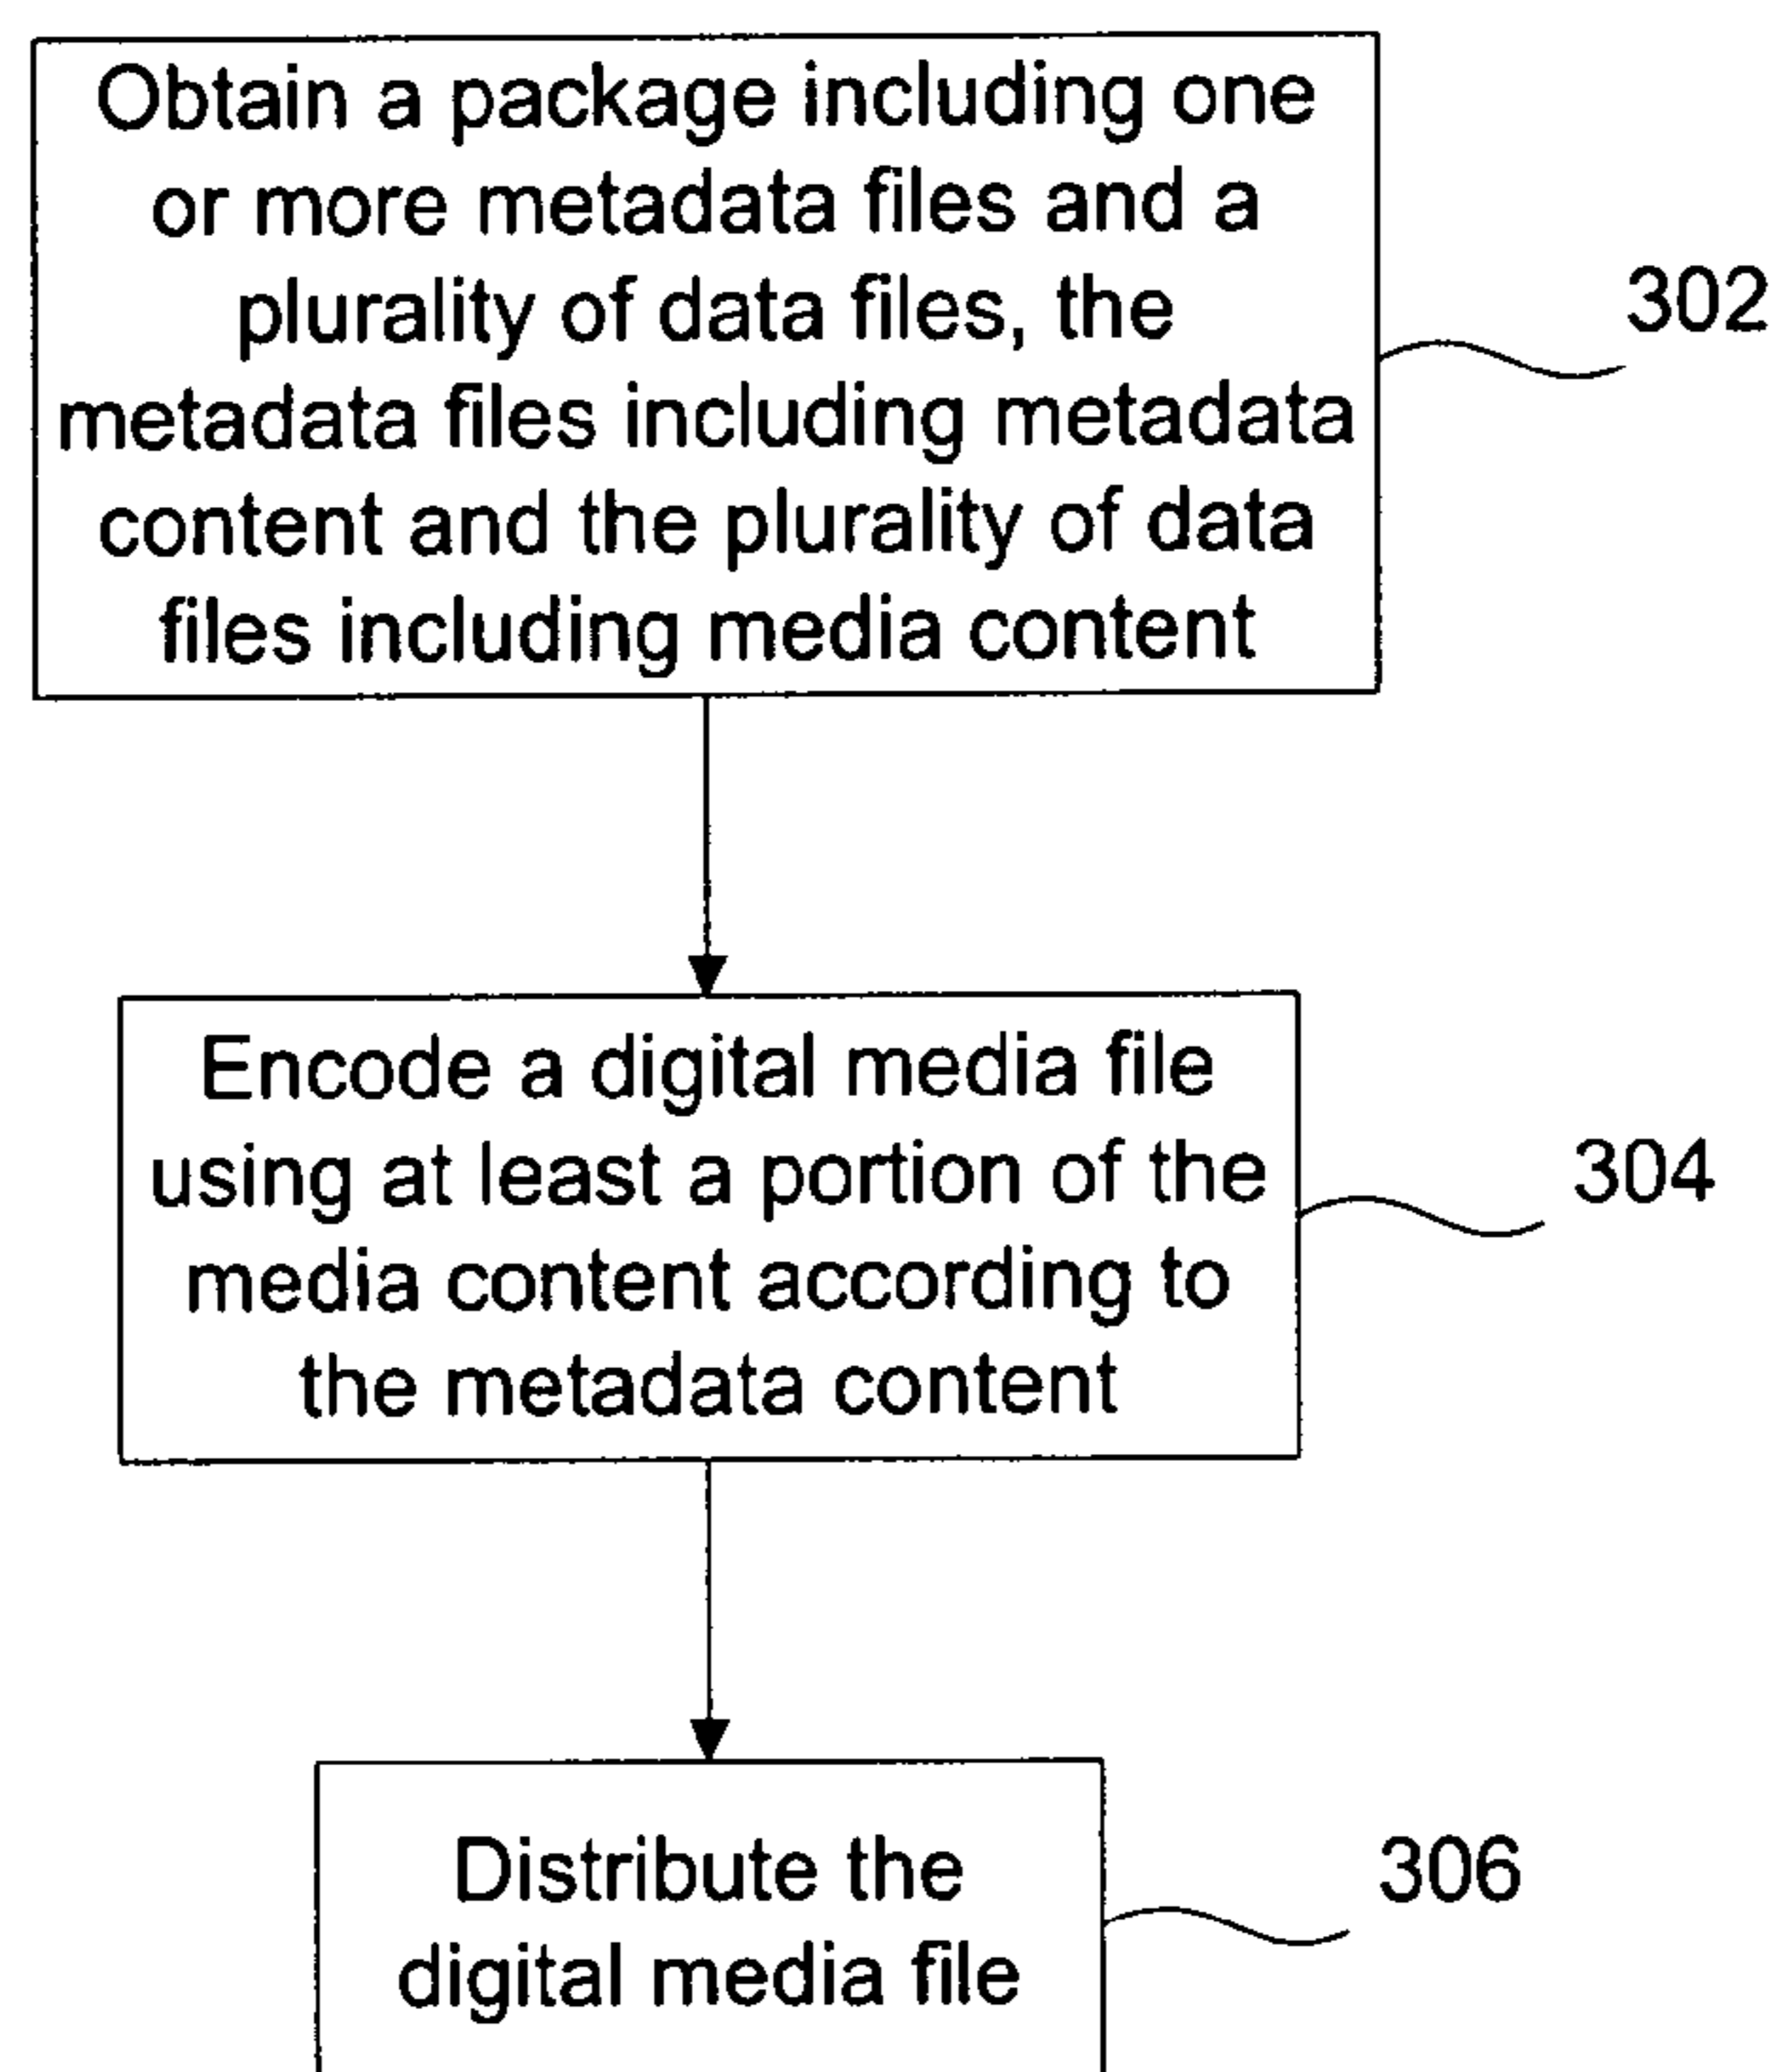 Obtain a package including one
or more metadata files and a
plurality of data files, the
metadata files including metadata
content and the plurality of data
files including media content
302
Encode a digital media file
using at least a portion of the
media content according to
the metadata content
304
Distribute the
digital media file
306